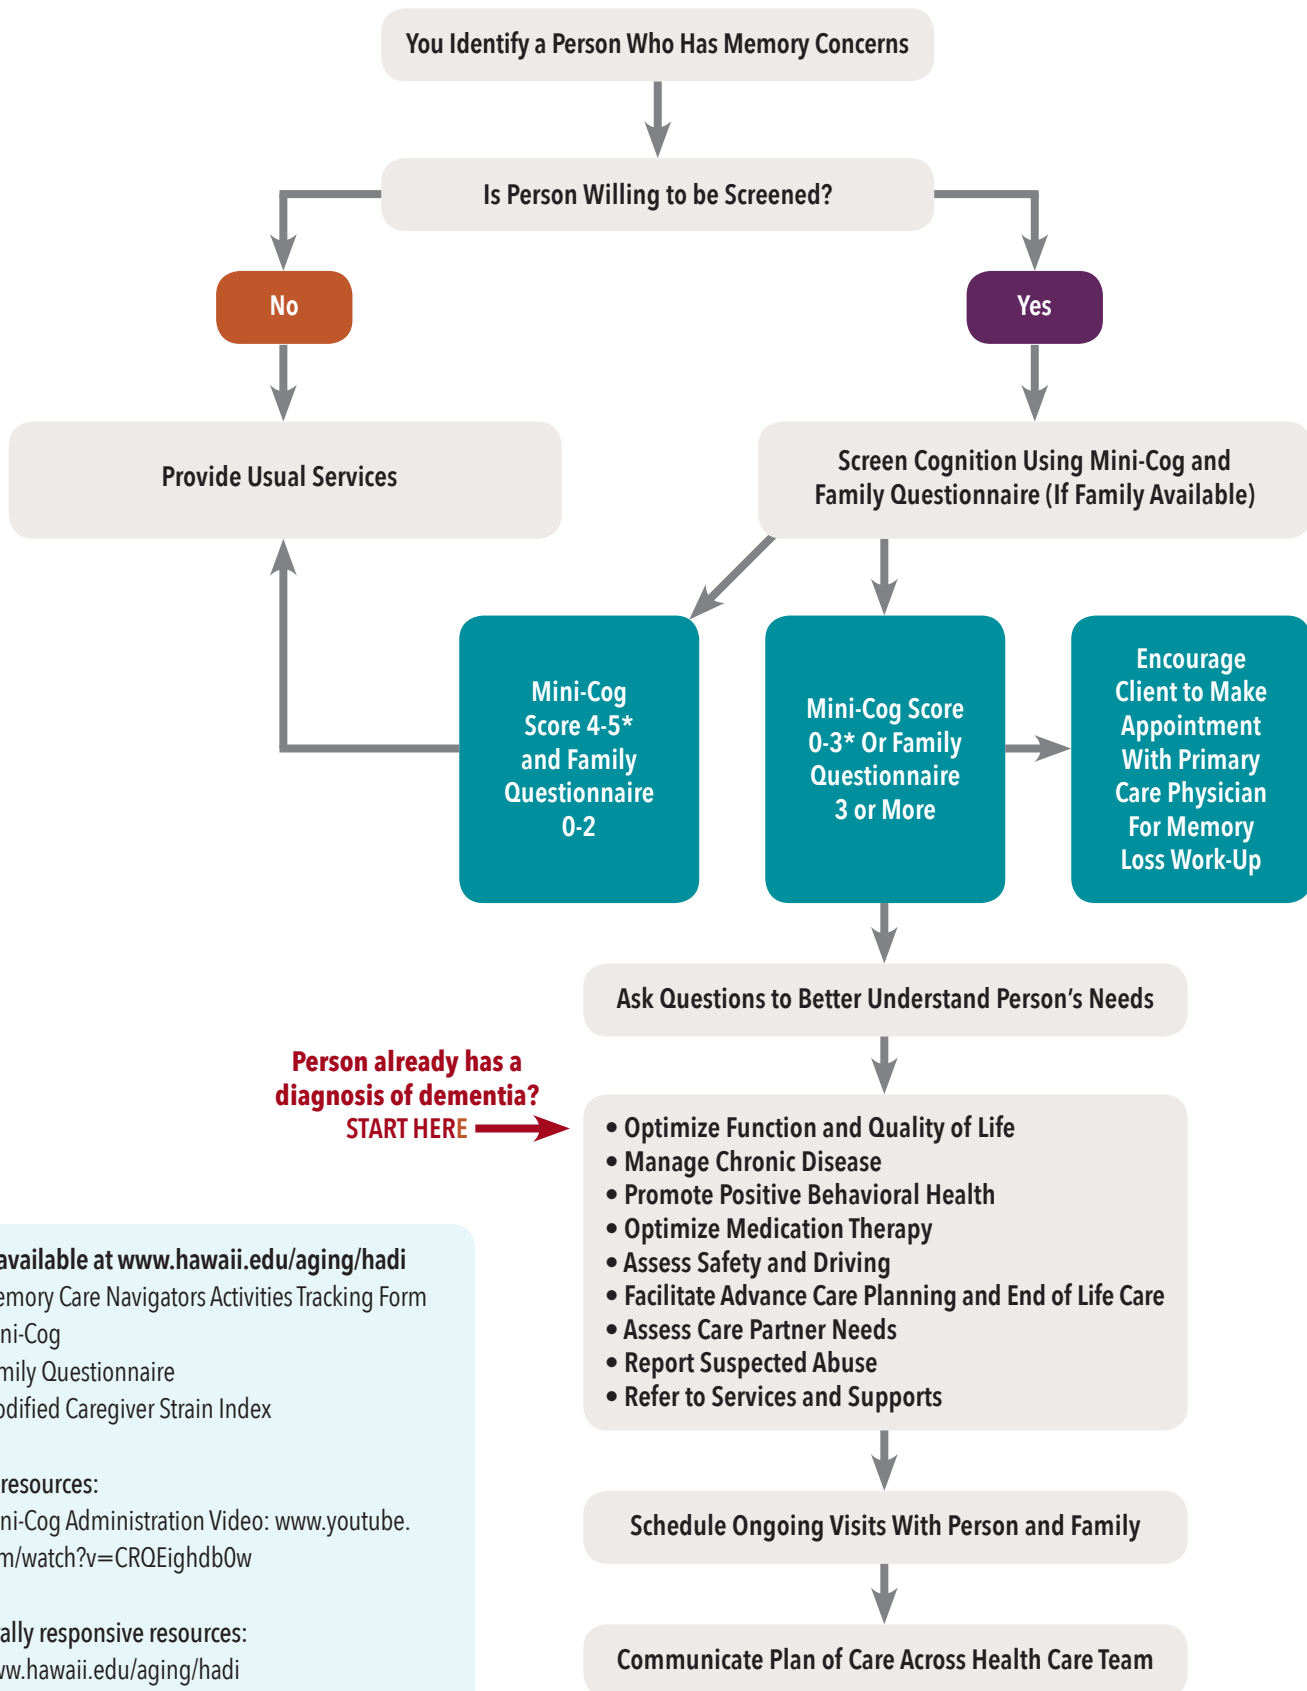 You Identify a Person Who Has Memory Concerns
Is Person Willing to be Screened?
No
Yes
Provide Usual Services
Screen Cognition Using Mini-Cog and
Family Questionnaire (If Family Available)
Mini-Cog
Score 4-5*
and Family
Questionnaire
0-2
Mini-Cog Score
0-3* Or Family
Questionnaire
3 or More
Encourage
Client to Make
Appointment
With Primary
Care Physician
For Memory
Loss Work-Up
Ask Questions to Better Understand Person's Needs
Person already has a
diagnosis of dementia?
START HERE
• Optimize Function and Quality of Life
• Manage Chronic Disease
• Promote Positive Behavioral Health
• Optimize Medication Therapy
• Assess Safety and Driving
• Facilitate Advance Care Planning and End of Life Care
• Assess Care Partner Needs
• Report Suspected Abuse
• Refer to Services and Supports
available at www.hawaii.edu/aging/hadi
emory Care Navigators Activities Tracking Form
ni-Cog
mily Questionnaire
odified Caregiver Strain Index
resources:
ni-Cog Administration Video: www.youtube.
m/watch?v=CRQEighdb0w
ally responsive resources:
ww.hawaii.edu/aging/hadi
Schedule Ongoing Visits With Person and Family
Communicate Plan of Care Across Health Care Team